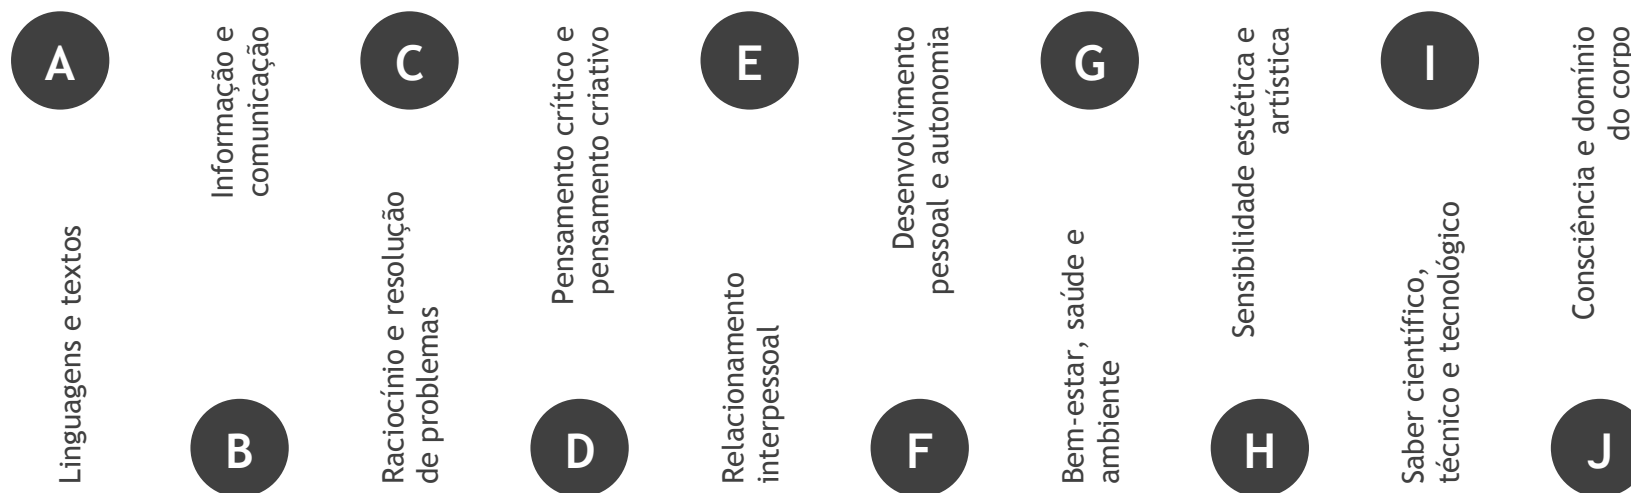 A
Linguagens e textos
Informação e
comunicação
B
C
Raciocínio e resolução
de problemas
Pensamento crítico e
pensamento criativo
D
E
Relacionamento
interpessoal
Desenvolvimento
pessoal e autonomia
F
G
Bem-estar, saúde e
ambiente
Sensibilidade estética e
artística
H
I
Saber científico,
técnico e tecnológico
Consciência e domínio
do corpo
J